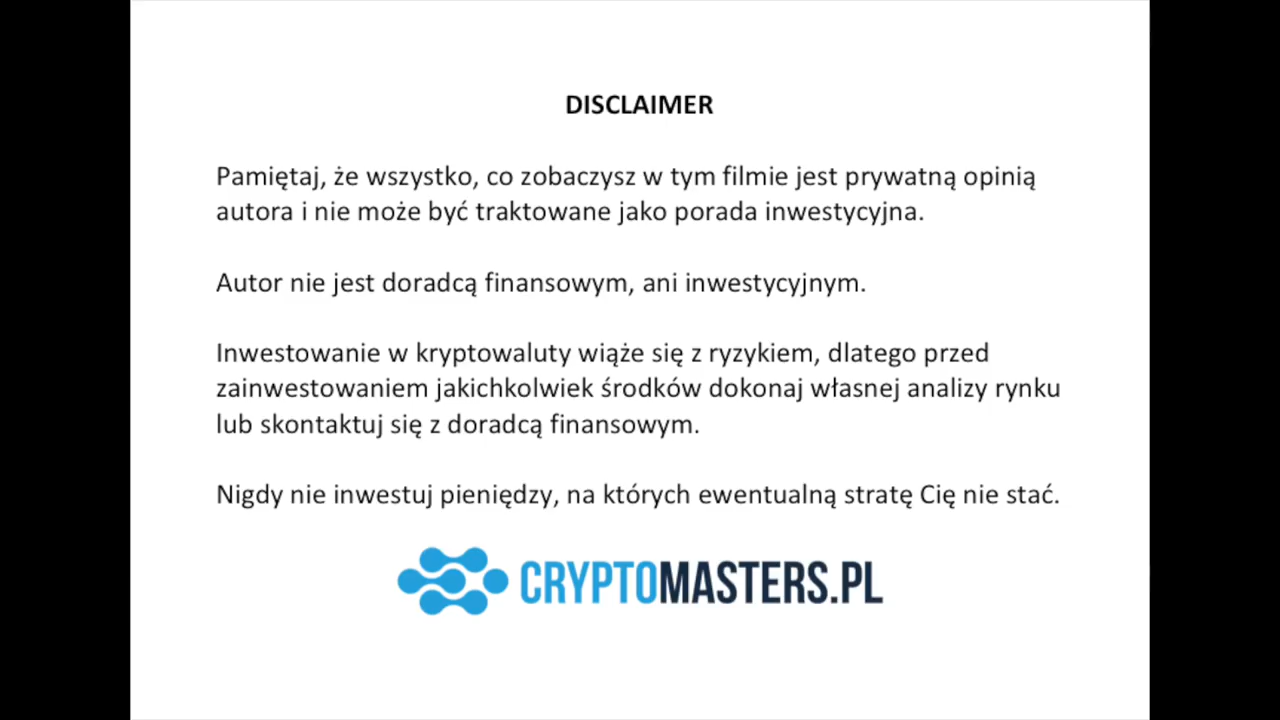 DISCLAIMER
Pamiętaj, że wszystko, co zobaczysz w tym filmie jest prywatną opinią
autora i nie może być traktowane jako porada inwestycyjna.
Autor nie jest doradcą finansowym, ani inwestycyjnym.
Inwestowanie w kryptowaluty wiąże się z ryzykiem, dlatego przed
zainwestowaniem jakichkolwiek środków dokonaj własnej analizy rynku
lub skontaktuj się z doradcą finansowym.
Nigdy nie inwestuj pieniędzy, na których ewentualną stratę Cię nie stać.
CRYPTOMASTERS.PL